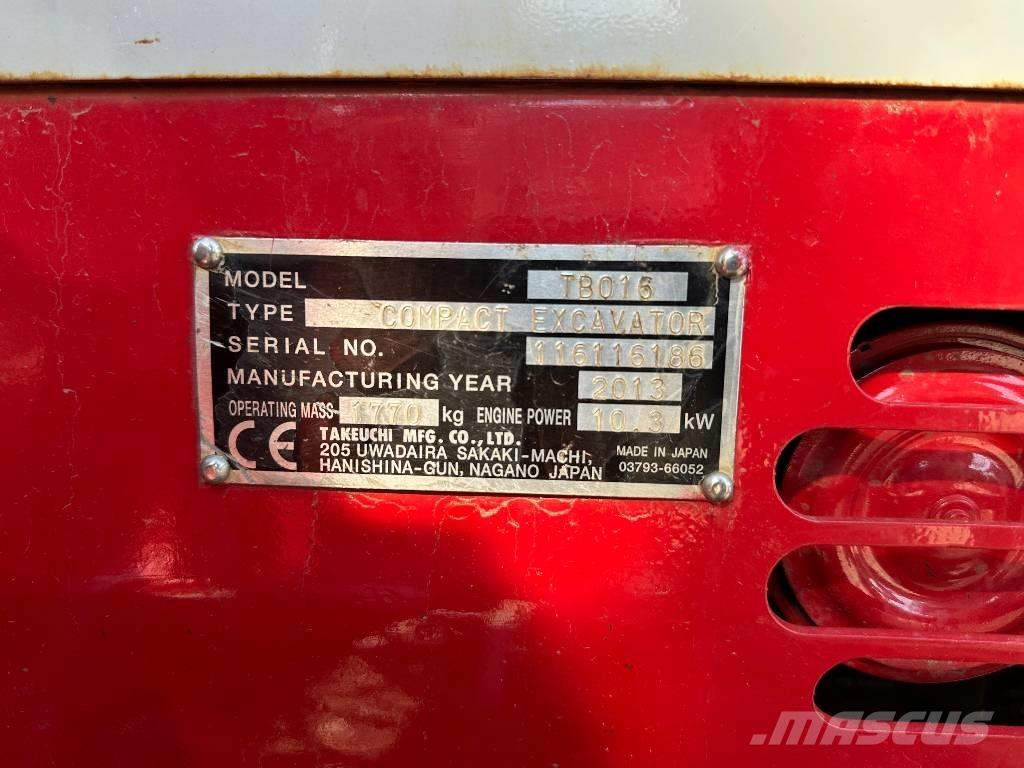 MODEL TB016
TYPE COMPACT EXCAVATOR
SERIAL NO. 116116186
MANUFACTURING YEAR 2013
OPERATING MASS 1770 kg ENGINE POWER 10.3 kW
CE
TAKEUCHI MFG. CO., LTD.
205 UWADAIRA SAKAKI-MACHI,
HANISHINA-GUN, NAGANO JAPAN
MADE IN JAPAN
03793-66052
MASCUS